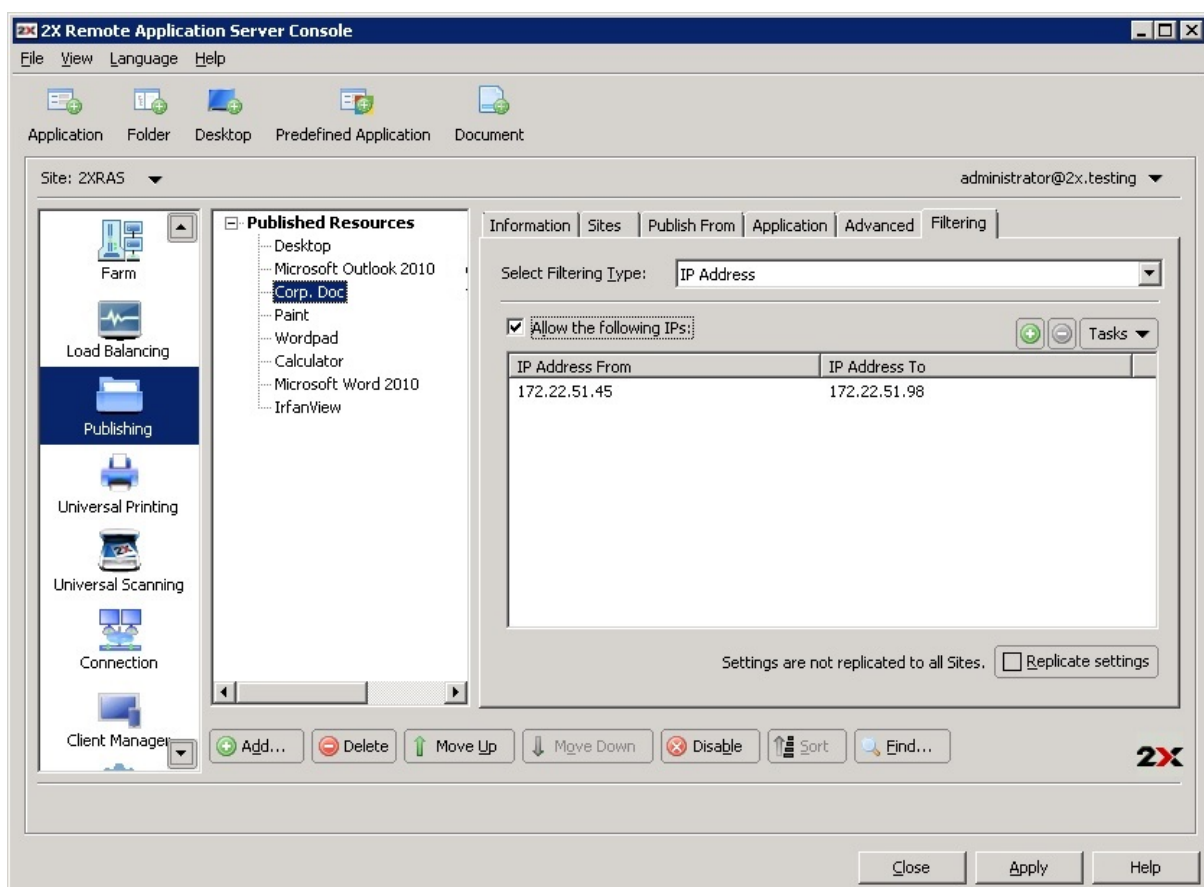 2X 2X Remote Application Server Console
File View Language Help
Application Folder Desktop Predefined Application Document
Site: 2XRAS administrator@2x.testing
Farm
Load Balancing
Publishing
Universal Printing
Universal Scanning
Connection
Client Manager
Published Resources
Desktop
Microsoft Outlook 2010
Corp. Doc
Paint
Wordpad
Calculator
Microsoft Word 2010
IrfanView
Information Sites Publish From Application Advanced Filtering
Select Filtering Type: IP Address
Allow the following IPs: Tasks
IP Address From IP Address To
172.22.51.45 172.22.51.98
Settings are not replicated to all Sites. Replicate settings
Add... Delete Move Up Move Down Disable Sort Find...
2X
Close Apply Help